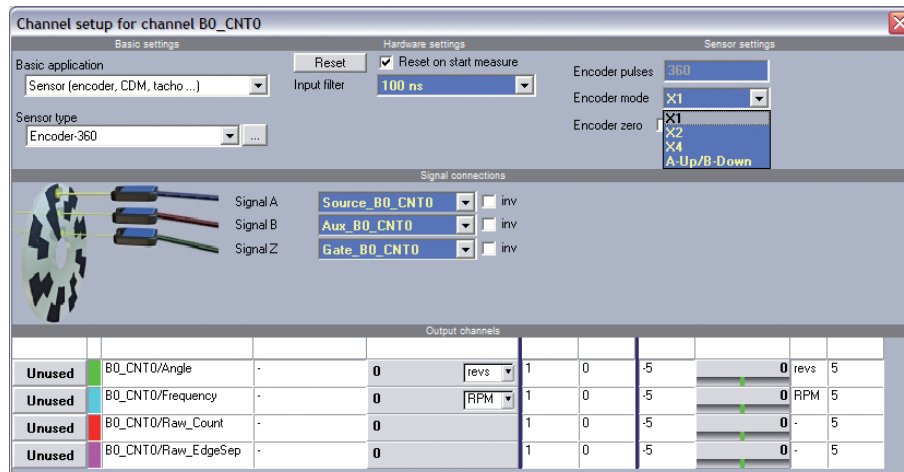 Channel setup for channel B0_CNT0
Basic settings
Hardware settings
Sensor settings
Basic application
Sensor (encoder, CDM, tacho ...)
Sensor type
Encoder-360
...
Reset
Reset on start measure
Input filter
100 ns
Encoder pulses
360
Encoder mode
X1
Encoder zero
X1
X2
X4
A-Up/B-Down
Signal connections
Signal A Source_B0_CNT0 inv
Signal B Aux_B0_CNT0 inv
Signal Z Gate_B0_CNT0 inv
Output channels
Unused B0_CNT0/Angle - 0 revs 1 0 -5 0 revs 5
Unused B0_CNT0/Frequency - 0 RPM 1 0 -5 0 RPM 5
Unused B0_CNT0/Raw_Count - 0 1 0 -5 0 - 5
Unused B0_CNT0/Raw_EdgeSep - 0 1 0 -5 0 - 5